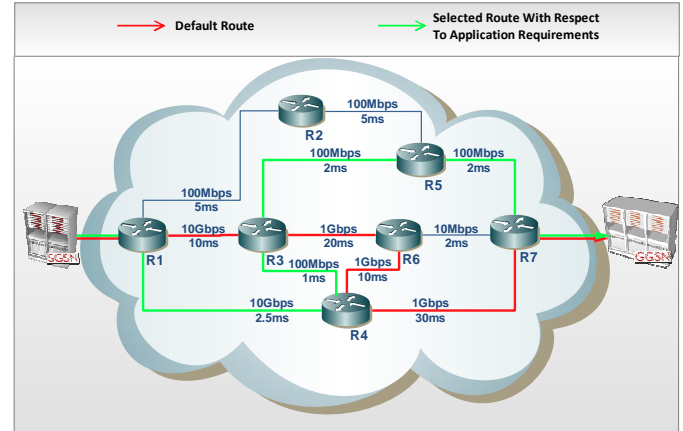 Default Route
Selected Route With Respect
To Application Requirements
100Mbps
5ms
R2
100Mbps
2ms
100Mbps
2ms
R5
100Mbps
5ms
10Gbps
10ms
1Gbps
20ms
10Mbps
2ms
GGSN
R1
R3
R6
R7
GGSN
100Mbps
1ms
1Gbps
10ms
10Gbps
2.5ms
1Gbps
30ms
R4